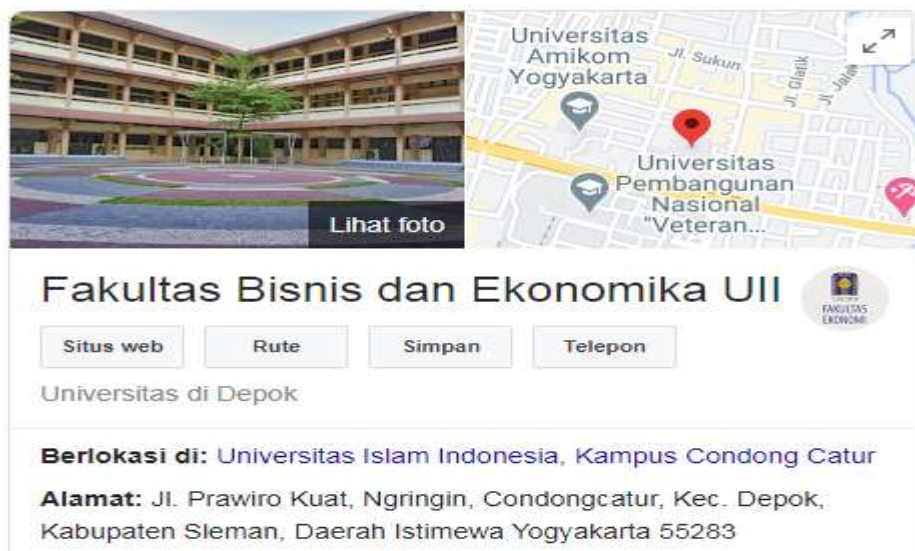 Universitas
Amikom
Yogyakarta
Jl. Sukun
Jl. Glatik
Universitas
Pembangunan
Nasional
"Veteran...
Lihat foto
Fakultas Bisnis dan Ekonomika UII
FAKULTAS
EKONOMI
Situs web
Rute
Simpan
Telepon
Universitas di Depok
Berlokasi di: Universitas Islam Indonesia, Kampus Condong Catur
Alamat: Jl. Prawiro Kuat, Ngringin, Condongcatur, Kec. Depok,
Kabupaten Sleman, Daerah Istimewa Yogyakarta 55283